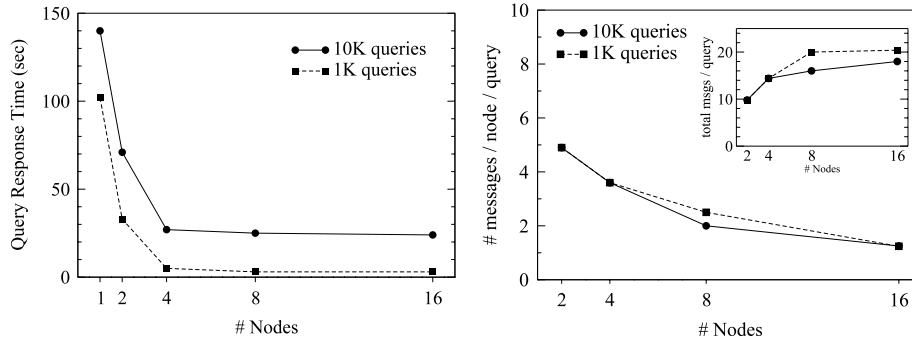 150
100
50
0
Query Response Time (sec)
10K queries
1K queries
1 2 4 8 16
# Nodes
10
8
6
4
2
0
# messages / node / query
10K queries
1K queries
2 4 8 16
# Nodes
20
10
0
total msgs / query
2 4 8 16
# Nodes